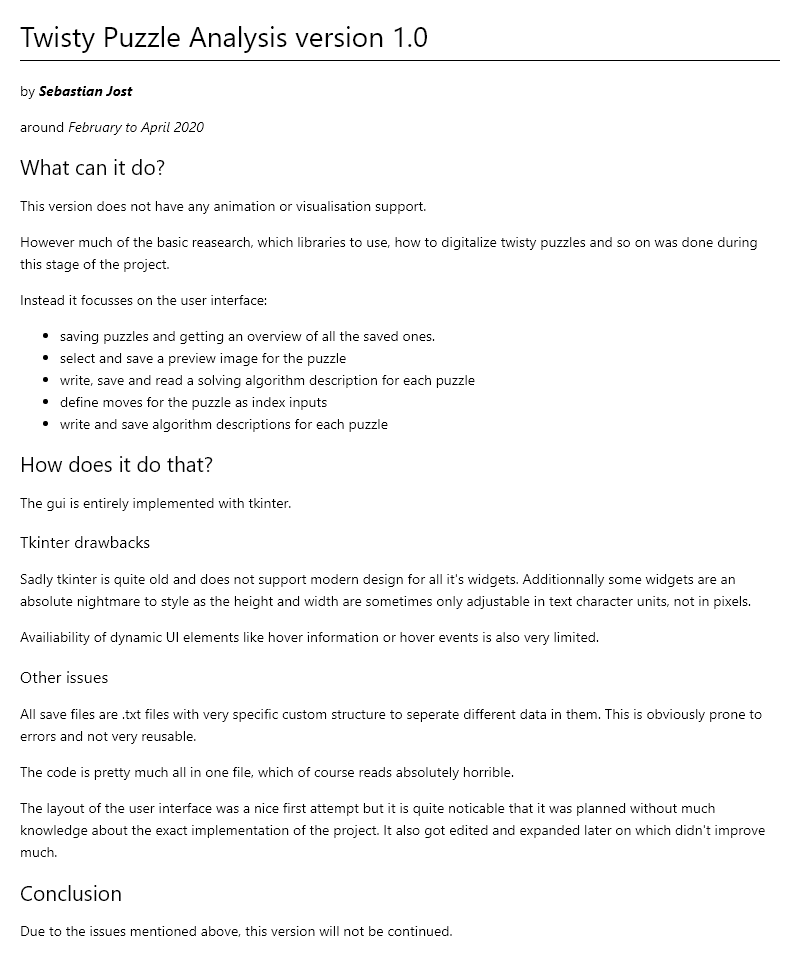 Twisty Puzzle Analysis version 1.0
by Sebastian Jost
around February to April 2020
What can it do?
This version does not have any animation or visualisation support.
However much of the basic reasearch, which libraries to use, how to digitalize twisty puzzles and so on was done during
this stage of the project.
Instead it focusses on the user interface:
• saving puzzles and getting an overview of all the saved ones.
• select and save a preview image for the puzzle
• write, save and read a solving algorithm description for each puzzle
• define moves for the puzzle as index inputs
• write and save algorithm descriptions for each puzzle
How does it do that?
The gui is entirely implemented with tkinter.
Tkinter drawbacks
Sadly tkinter is quite old and does not support modern design for all it's widgets. Additionnally some widgets are an
absolute nightmare to style as the height and width are sometimes only adjustable in text character units, not in pixels.
Availiability of dynamic UI elements like hover information or hover events is also very limited.
Other issues
All save files are .txt files with very specific custom structure to seperate different data in them. This is obviously prone to
errors and not very reusable.
The code is pretty much all in one file, which of course reads absolutely horrible.
The layout of the user interface was a nice first attempt but it is quite noticable that it was planned without much
knowledge about the exact implementation of the project. It also got edited and expanded later on which didn't improve
much.
Conclusion
Due to the issues mentioned above, this version will not be continued.